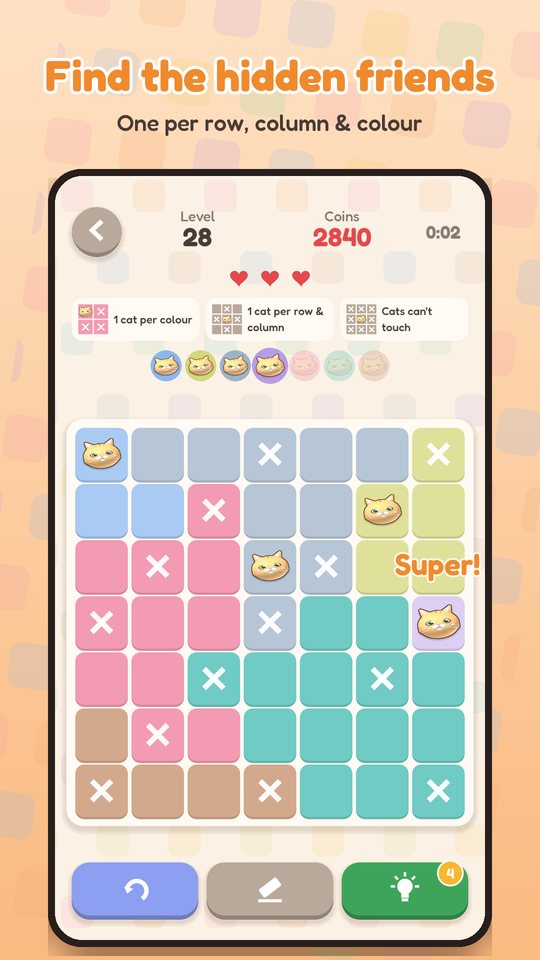 Find the hidden friends
One per row, column & colour
Level
28
Coins
2840
0:02
1 cat per colour
1 cat per row &
column
Cats can't
touch
Super!
4